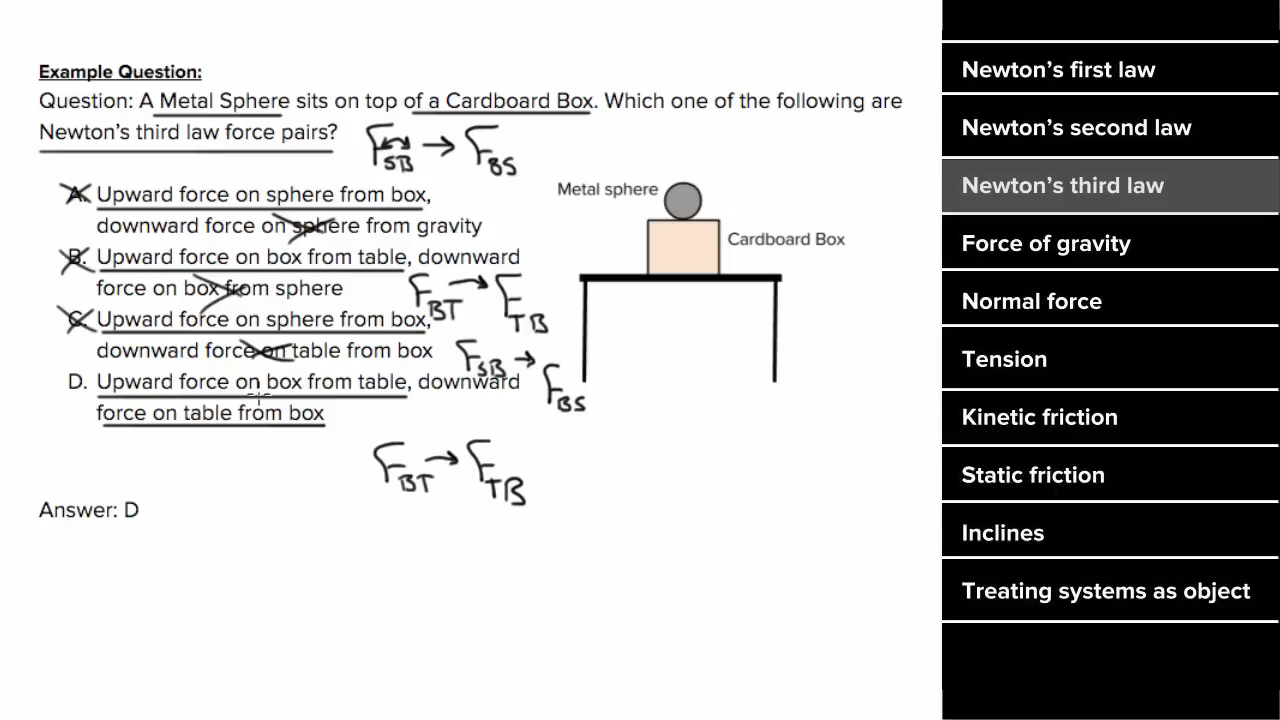 Example Question:
Question: A Metal Sphere sits on top of a Cardboard Box. Which one of the following are
Newton's third law force pairs?
F_SB → F_BS
A. Upward force on sphere from box,
downward force on sphere from gravity
B. Upward force on box from table, downward
force on box from sphere
F_BT → F_TB
C. Upward force on sphere from box,
downward force on table from box
F_SB → F_BS
D. Upward force on box from table, downward
force on table from box
F_BT → F_TB
Answer: D
Metal sphere
Cardboard Box
Newton's first law
Newton's second law
Newton's third law
Force of gravity
Normal force
Tension
Kinetic friction
Static friction
Inclines
Treating systems as object